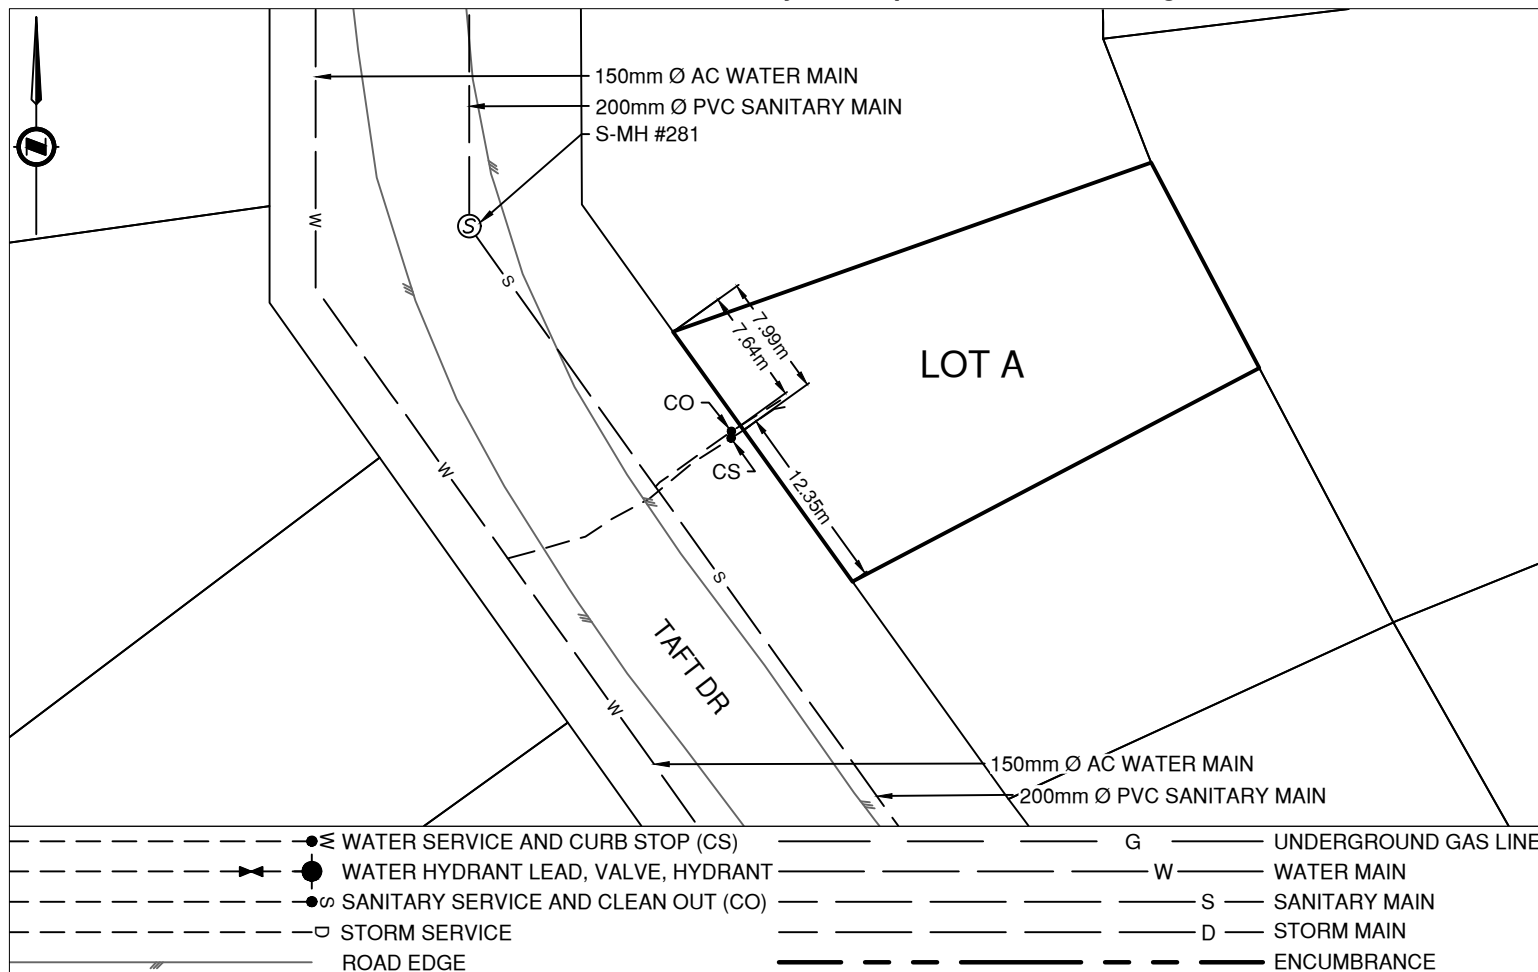 150mm Ø AC WATER MAIN
200mm Ø PVC SANITARY MAIN
S-MH #281
W
S
S
7.99m
7.64m
LOT A
CO
CS
W
12.35m
S
TAFT DR
W
150mm Ø AC WATER MAIN
200mm Ø PVC SANITARY MAIN
W WATER SERVICE AND CURB STOP (CS)
G UNDERGROUND GAS LINE
WATER HYDRANT LEAD, VALVE, HYDRANT
W WATER MAIN
S SANITARY SERVICE AND CLEAN OUT (CO)
S SANITARY MAIN
D STORM SERVICE
D STORM MAIN
ROAD EDGE
ENCUMBRANCE